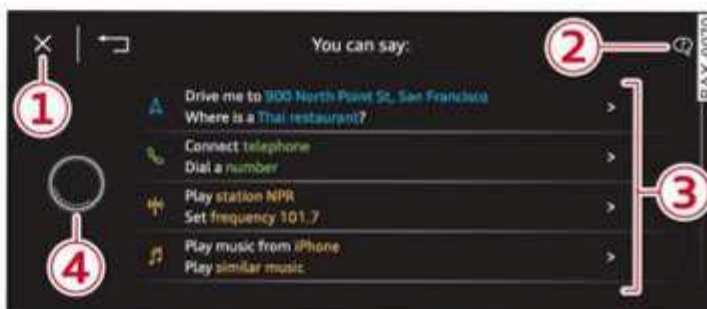 You can say:
2
1
Drive me to 900 North Point St, San Francisco
Where is a Thai restaurant?
Connect telephone
Dial a number
3
Play station NPR
Set frequency 101.7
4
Play music from iPhone
Play similar music